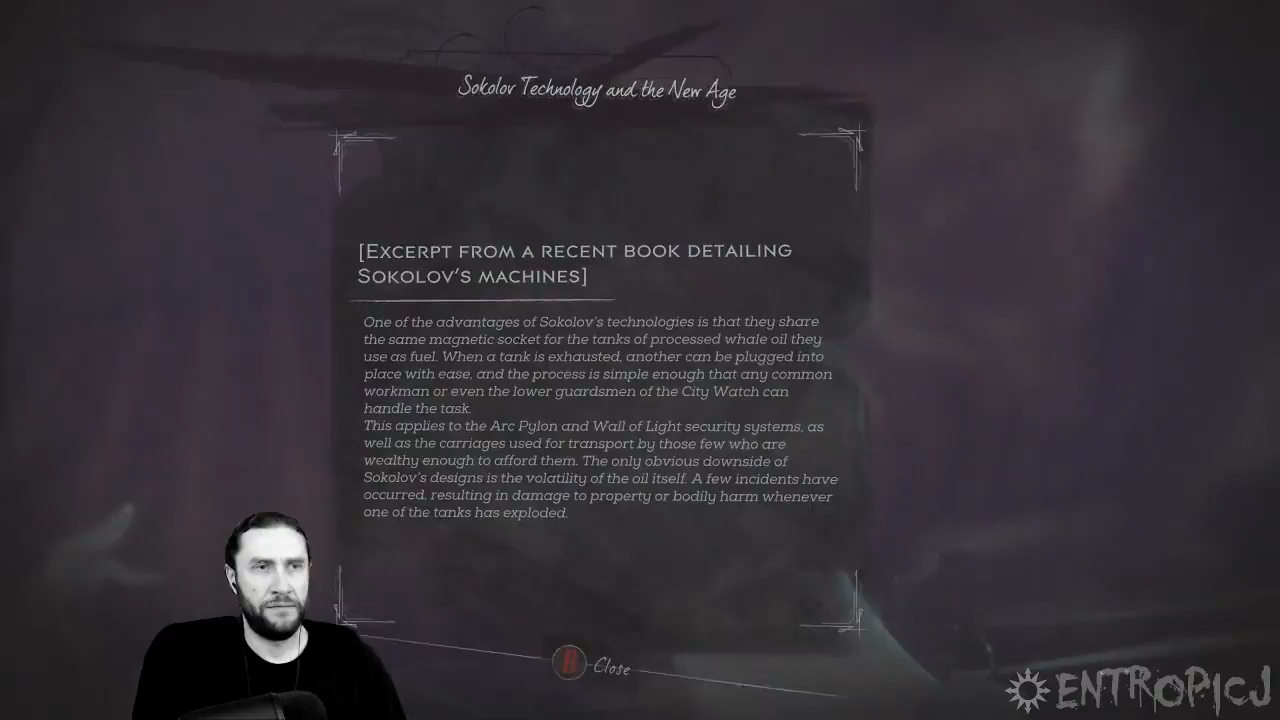 Sokolov Technology and the New Age
[Excerpt from a recent book detailing
Sokolov's machines]
One of the advantages of Sokolov's technologies is that they share
the same magnetic socket for the tanks of processed whale oil they
use as fuel. When a tank is exhausted, another can be plugged into
place with ease, and the process is simple enough that any common
workman or even the lower guardsmen of the City Watch can
handle the task.
This applies to the Arc Pylon and Wall of Light security systems, as
well as the carriages used for transport by those few who are
wealthy enough to afford them. The only obvious downside of
Sokolov's designs is the volatility of the oil itself. A few incidents have
occurred, resulting in damage to property or bodily harm whenever
one of the tanks has exploded.
B Close
ENTROPICJ